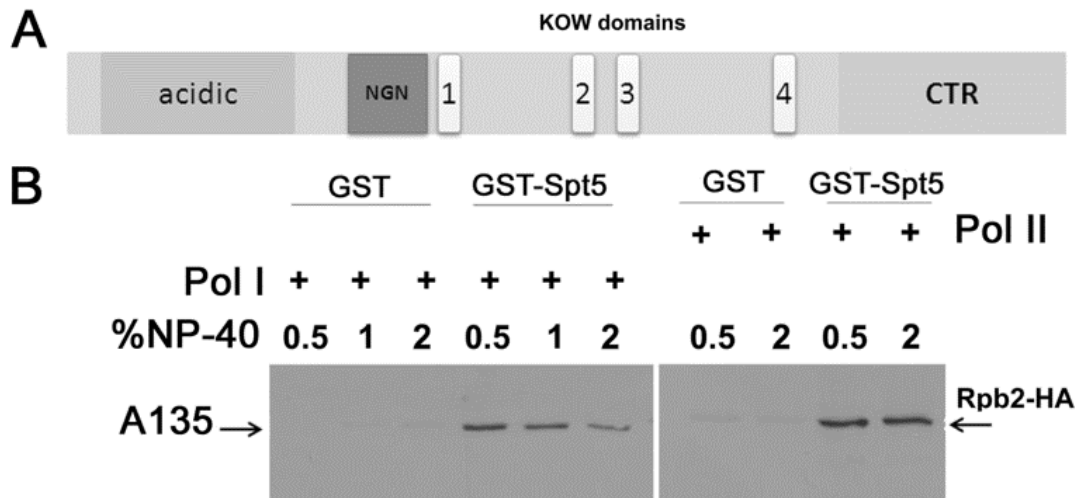 A
KOW domains
acidic NGN 1 2 3 4 CTR
B
GST GST-Spt5 GST GST-Spt5
+ + + + Pol II
Pol I + + + + + +
%NP-40 0.5 1 2 0.5 1 2 0.5 2 0.5 2
A135 → Rpb2-HA
←